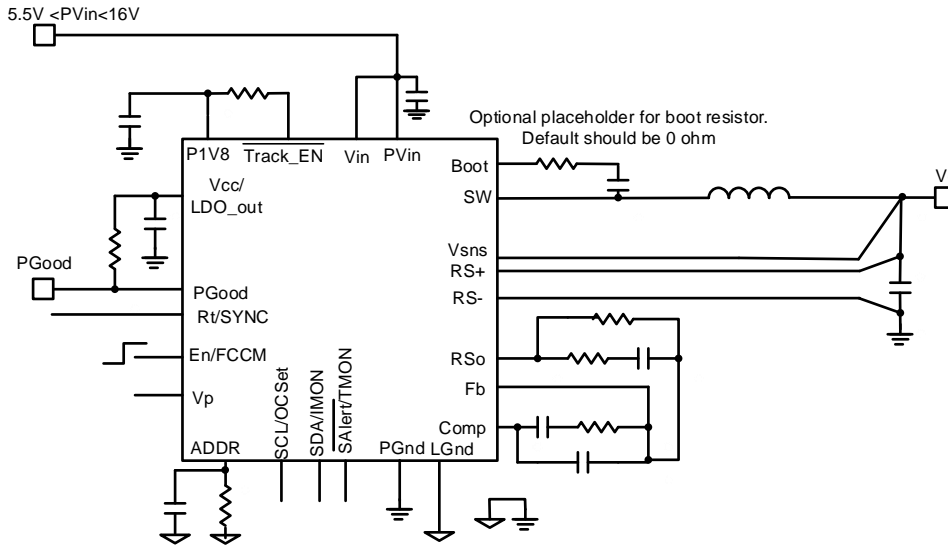 5.5V <PVin<16V
Optional placeholder for boot resistor.
Default should be 0 ohm
P1V8
Track_EN
Vin
PVin
Boot
SW
V
Vcc/
LDO_out
Vsns
RS+
RS-
PGood
PGood
Rt/SYNC
En/FCCM
Vp
RSo
Fb
Comp
ADDR
SCL/OCSet
SDA/IMON
SAlert/TMON
PGnd
LGnd